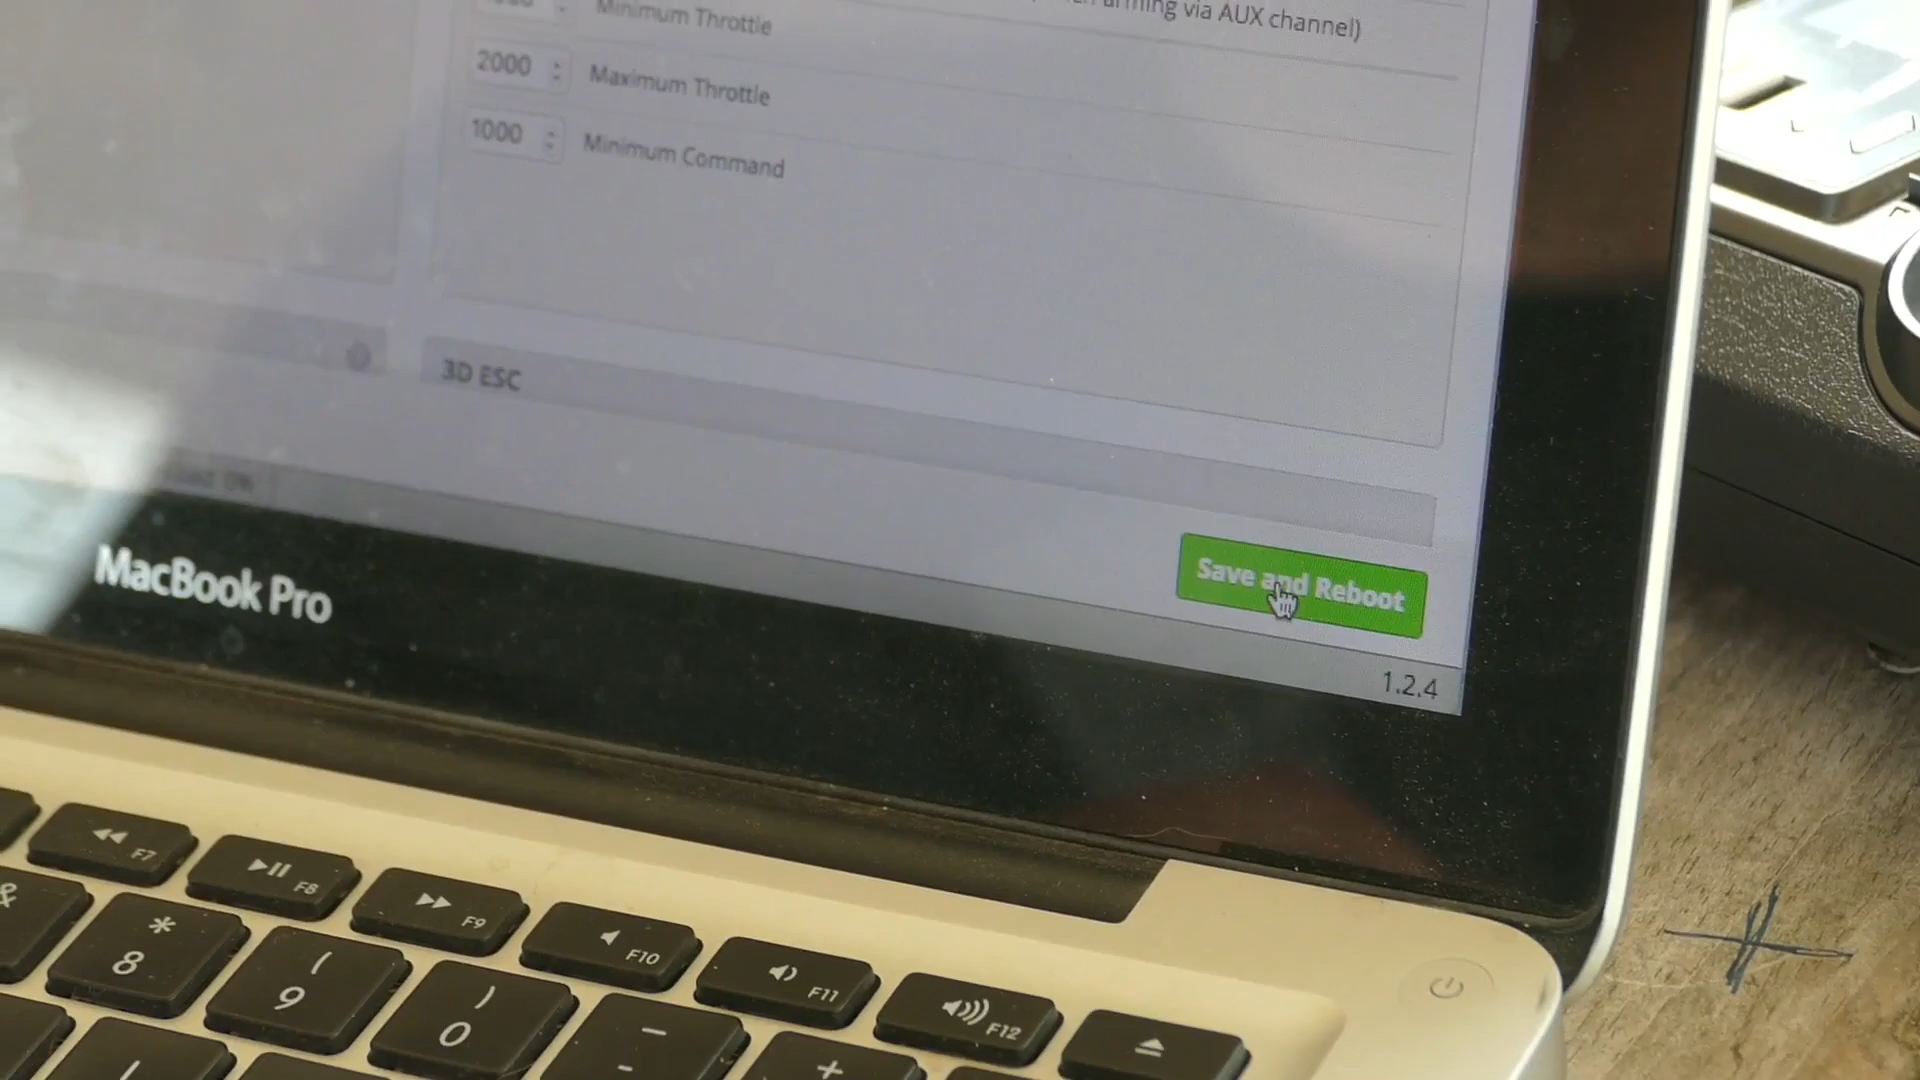 arming via AUX channel)
Minimum Throttle
2000 Maximum Throttle
1000 Minimum Command
3D ESC
Save and Reboot
1.2.4
MacBook Pro
F7 F8 F9 F10 F11 F12
& * ( ) — +
8 9 0 -